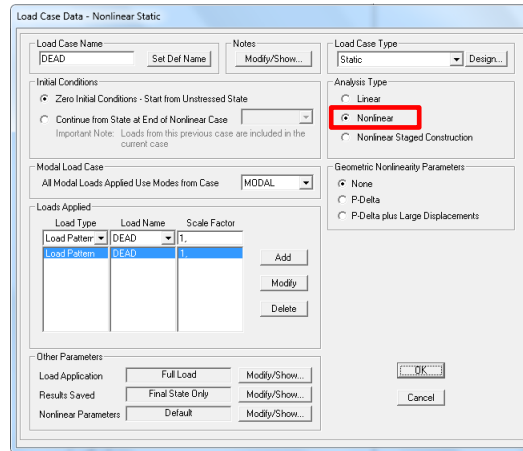 Load Case Data - Nonlinear Static
Load Case Name
DEAD
Set Def Name
Notes
Modify/Show...
Load Case Type
Static
Design...
Initial Conditions
Zero Initial Conditions - Start from Unstressed State
Continue from State at End of Nonlinear Case
Important Note: Loads from this previous case are included in the
current case
Analysis Type
Linear
Nonlinear
Nonlinear Staged Construction
Modal Load Case
All Modal Loads Applied Use Modes from Case
MODAL
Geometric Nonlinearity Parameters
None
P-Delta
P-Delta plus Large Displacements
Loads Applied
Load Type Load Name Scale Factor
Load Pattern DEAD 1,
Load Pattern DEAD 1,
Add
Modify
Delete
Other Parameters
Load Application Full Load Modify/Show...
Results Saved Final State Only Modify/Show...
Nonlinear Parameters Default Modify/Show...
OK
Cancel